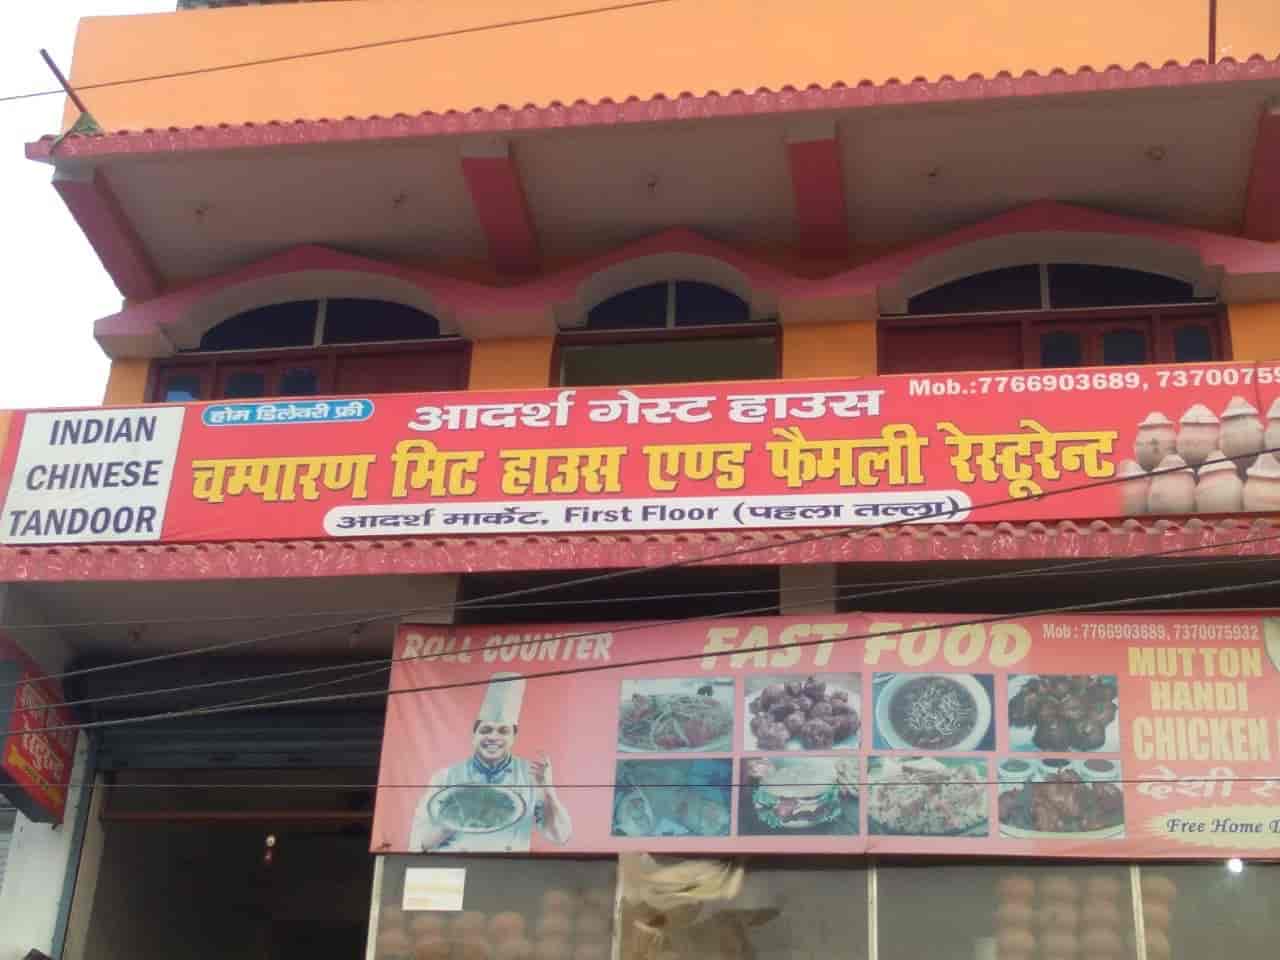 INDIAN
CHINESE
TANDOOR
होम डिलेवरी फ्री
आदर्श गेस्ट हाउस
Mob.:7766903689, 73700759
चम्पारण मिट हाउस एण्ड फैमली रेस्टूरेन्ट
आदर्श मार्केट, First Floor (पहला तल्ला)
ROLL COUNTER
FAST FOOD
Mob : 7766903689, 7370075932
MUTTON
HANDI
CHICKEN
देशी
Free Home